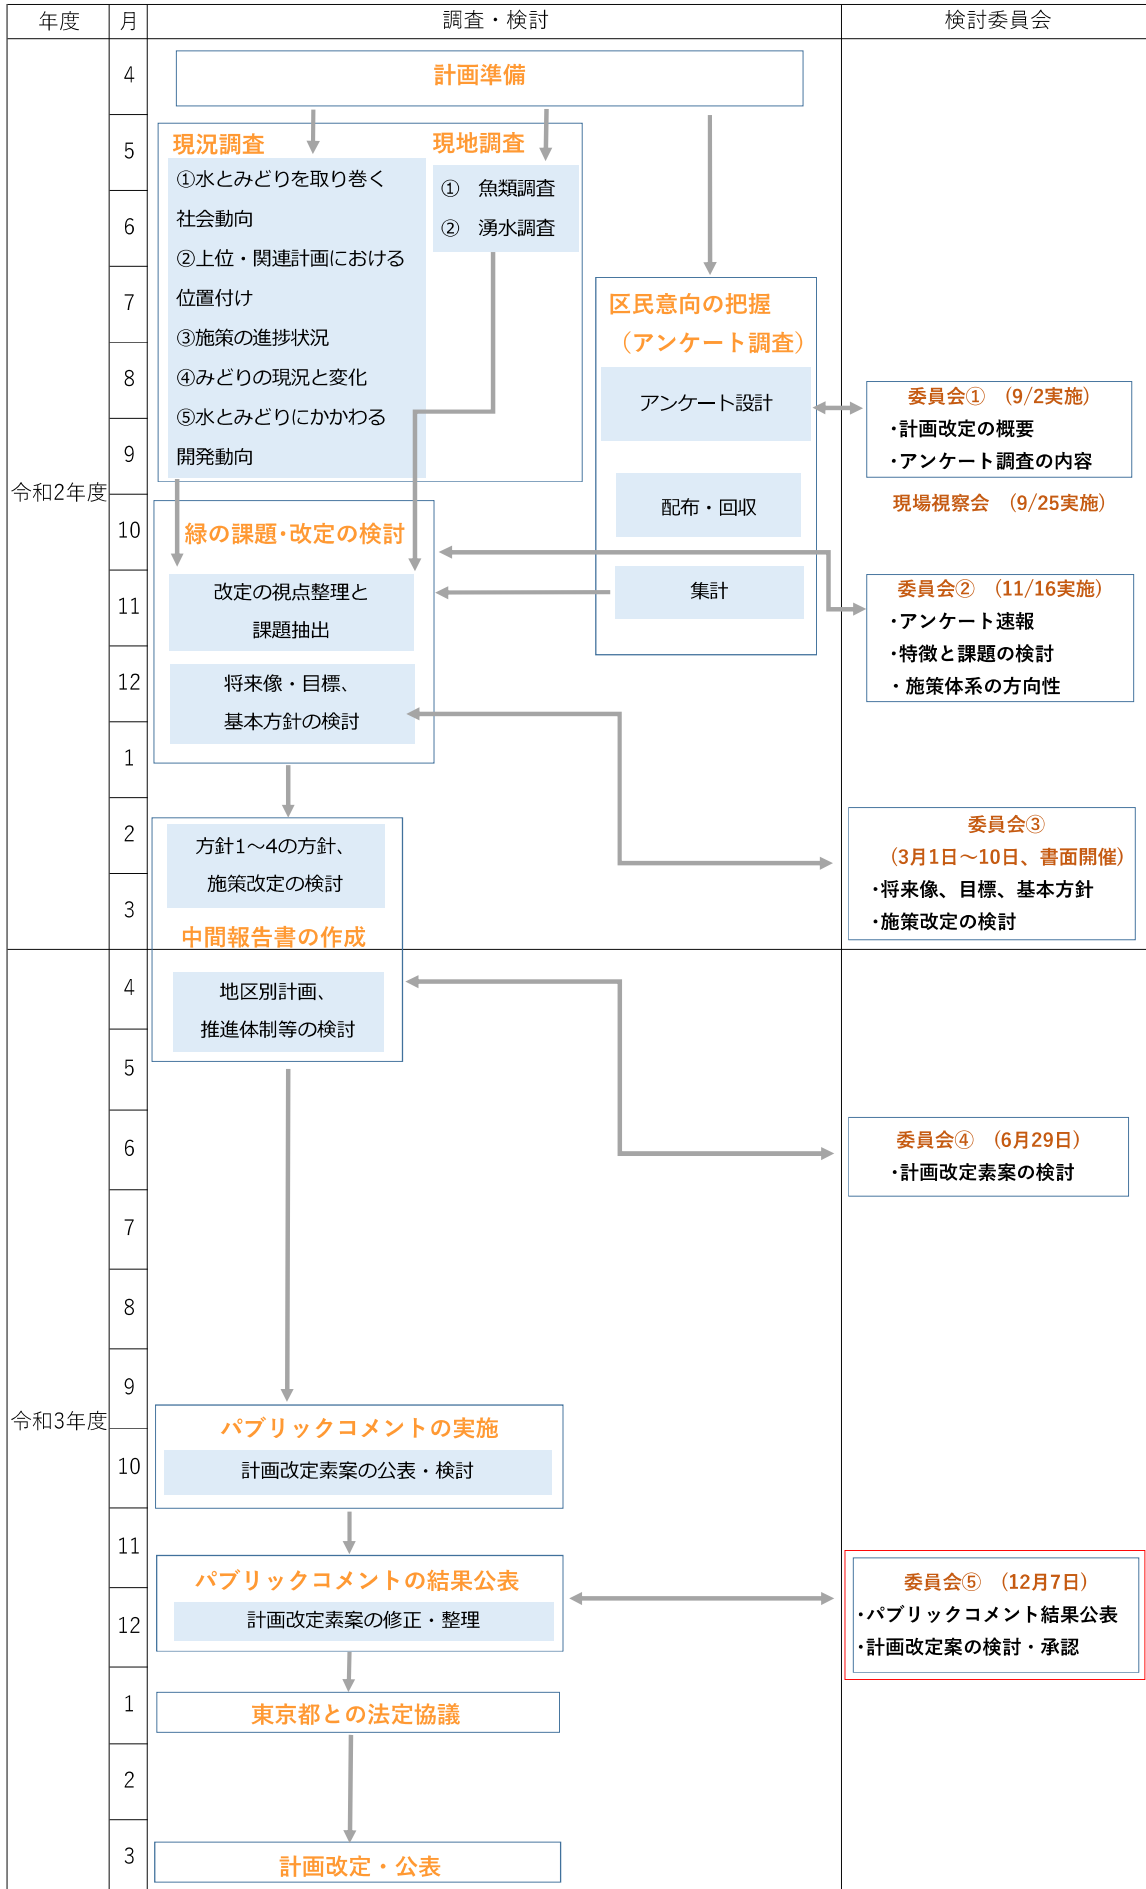 年度
月
調査・検討
検討委員会
令和2年度
4
5
6
7
8
9
10
11
12
1
2
3
計画準備
現況調査
①水とみどりを取り巻く
社会動向
②上位・関連計画における
位置付け
③施策の進捗状況
④みどりの現況と変化
⑤水とみどりにかかわる
開発動向
現地調査
① 魚類調査
② 湧水調査
区民意向の把握
（アンケート調査）
アンケート設計
配布・回収
集計
緑の課題・改定の検討
改定の視点整理と
課題抽出
将来像・目標、
基本方針の検討
方針1～4の方針、
施策改定の検討
中間報告書の作成
委員会① (9/2実施)
・計画改定の概要
・アンケート調査の内容
現場視察会 (9/25実施)
委員会② (11/16実施)
・アンケート速報
・特徴と課題の検討
・施策体系の方向性
委員会③
（3月1日～10日、書面開催）
・将来像、目標、基本方針
・施策改定の検討
令和3年度
4
5
6
7
8
9
10
11
12
1
2
3
地区別計画、
推進体制等の検討
パブリックコメントの実施
計画改定素案の公表・検討
パブリックコメントの結果公表
計画改定素案の修正・整理
東京都との法定協議
計画改定・公表
委員会④ (6月29日)
・計画改定素案の検討
委員会⑤ (12月7日)
・パブリックコメント結果公表
・計画改定案の検討・承認